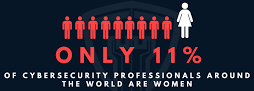 ONLY 11%
OF CYBERSECURITY PROFESSIONALS AROUND
THE WORLD ARE WOMEN